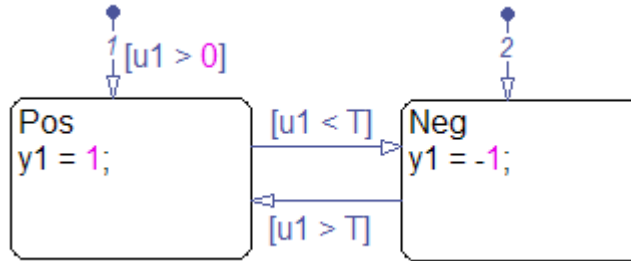 1
[u1 > 0]
2
Pos
y1 = 1;
[u1 < T]
Neg
y1 = -1;
[u1 > T]